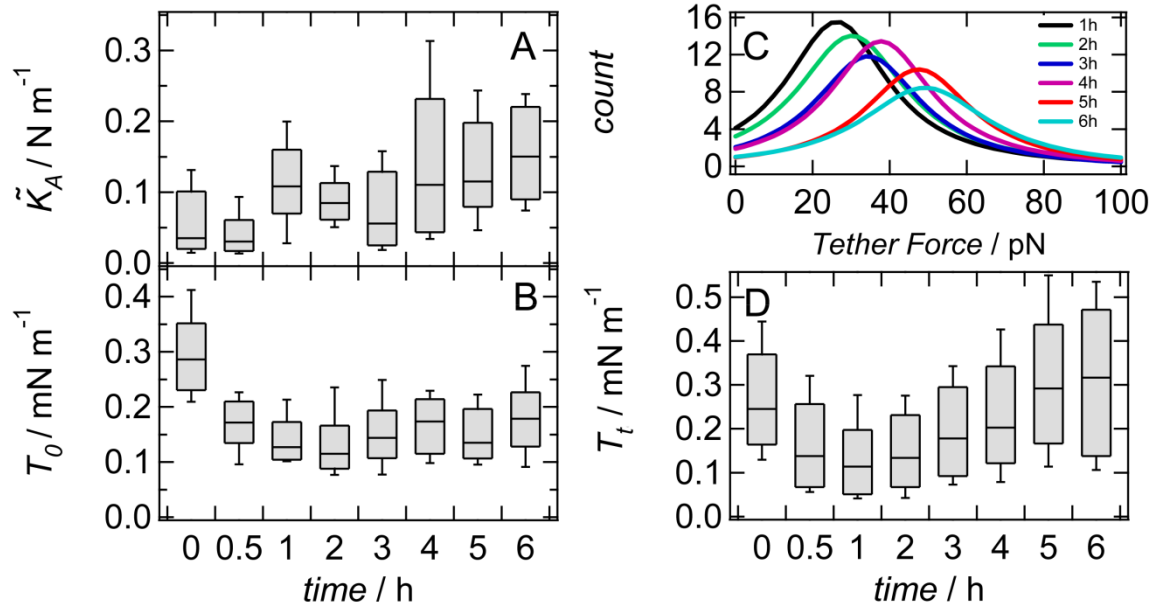 A
K̃_A / N m⁻¹
0.3
0.2
0.1
0.0
B
T₀ / mN m⁻¹
0.4
0.3
0.2
0.1
0.0
0 0.5 1 2 3 4 5 6
time / h
C
count
16
12
8
4
0
1h
2h
3h
4h
5h
6h
0 20 40 60 80 100
Tether Force / pN
D
T_t / mN m⁻¹
0.5
0.4
0.3
0.2
0.1
0.0
0 0.5 1 2 3 4 5 6
time / h